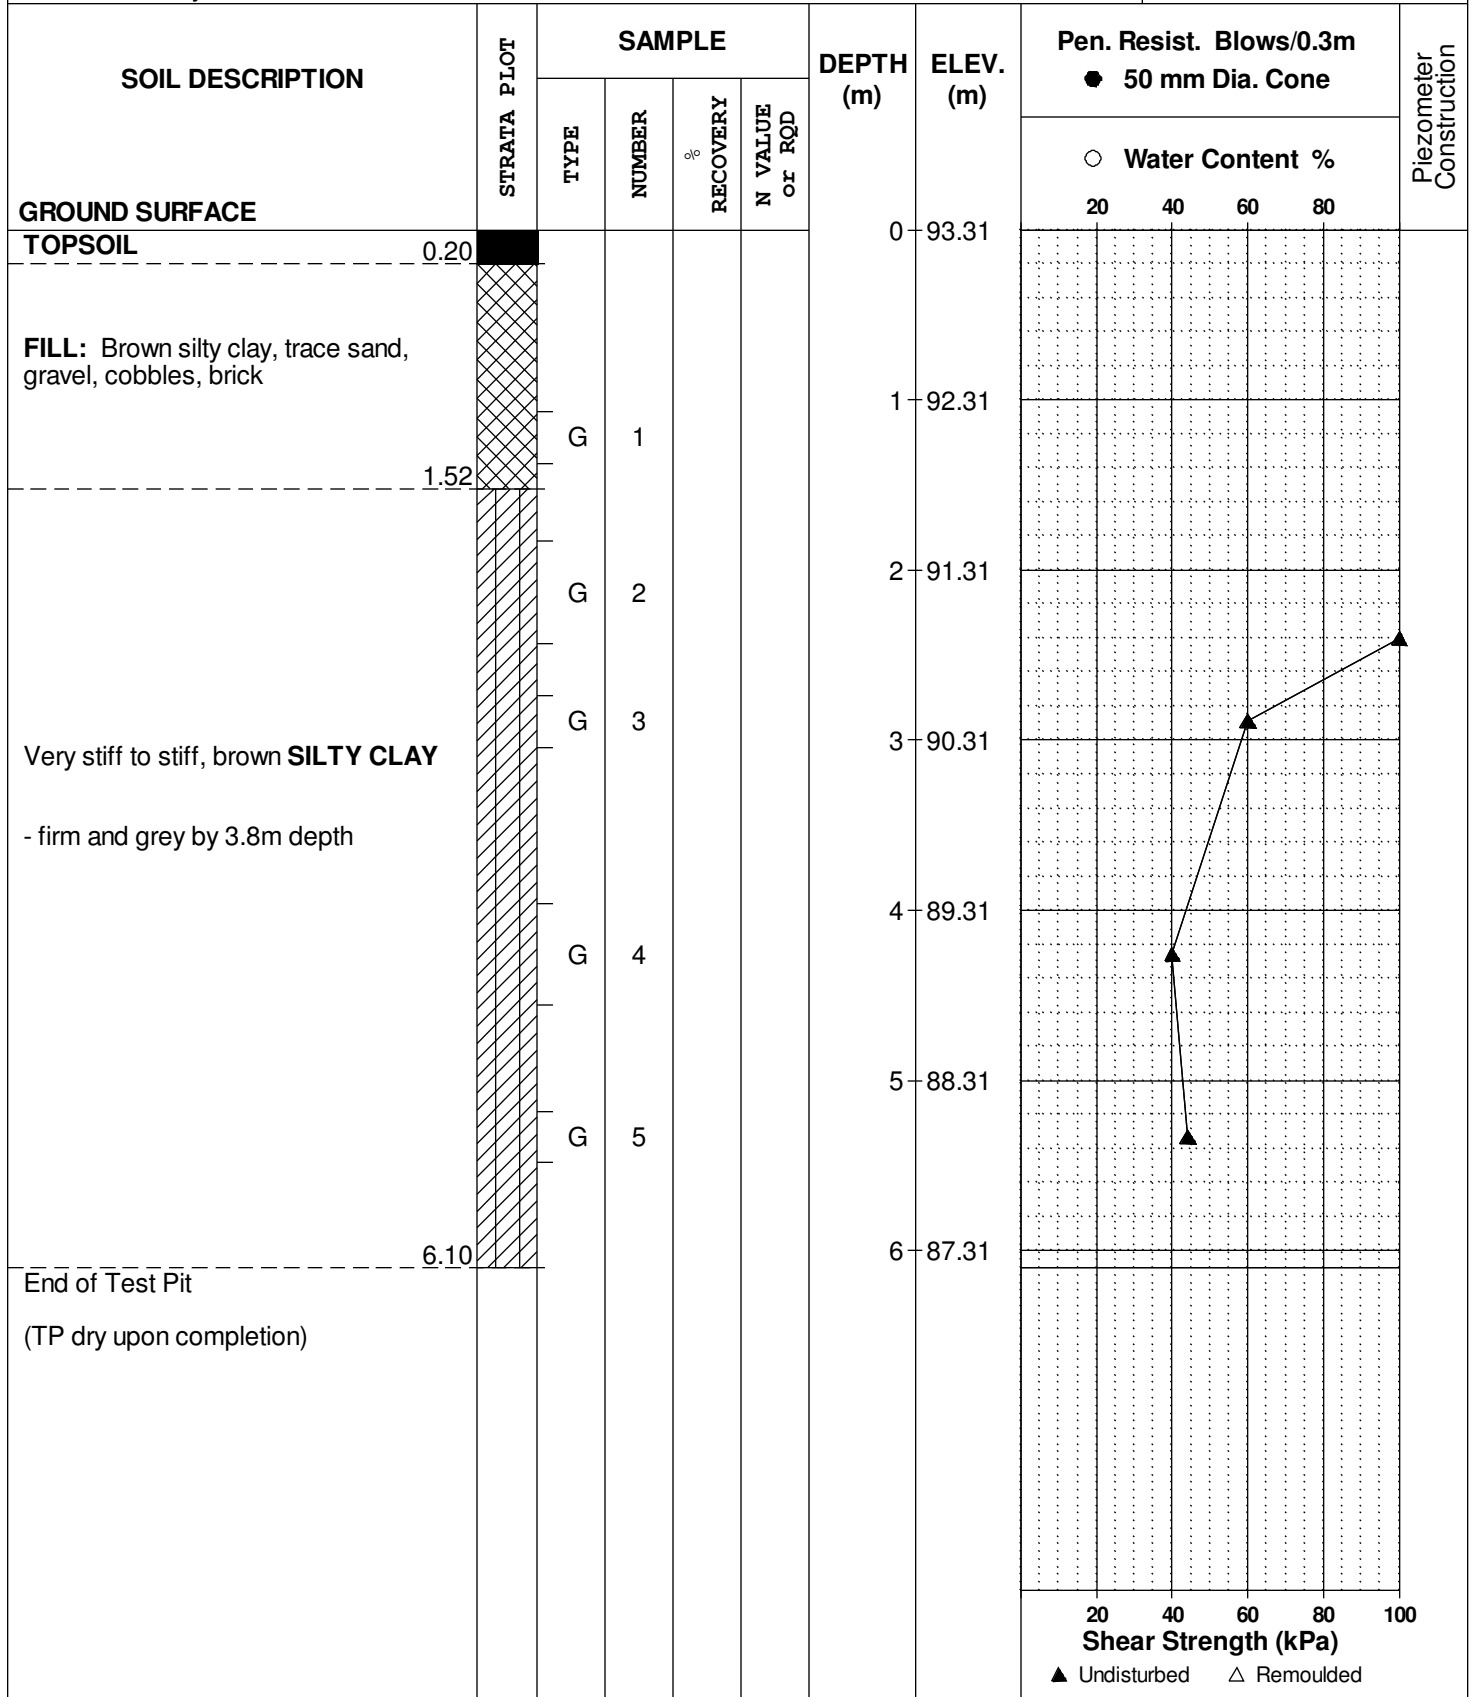 SOIL DESCRIPTION
GROUND SURFACE
STRATA PLOT
SAMPLE
TYPE
NUMBER
%
RECOVERY
N VALUE
or RQD
DEPTH
(m)
ELEV.
(m)
Pen. Resist. Blows/0.3m
● 50 mm Dia. Cone
○ Water Content %
20 40 60 80
Piezometer
Construction
0 93.31
TOPSOIL 0.20
FILL: Brown silty clay, trace sand,
gravel, cobbles, brick
1 92.31
G 1
1.52
2 91.31
G 2
G 3
3 90.31
Very stiff to stiff, brown SILTY CLAY
- firm and grey by 3.8m depth
4 89.31
G 4
5 88.31
G 5
6 87.31
6.10
End of Test Pit
(TP dry upon completion)
20 40 60 80 100
Shear Strength (kPa)
▲ Undisturbed △ Remoulded